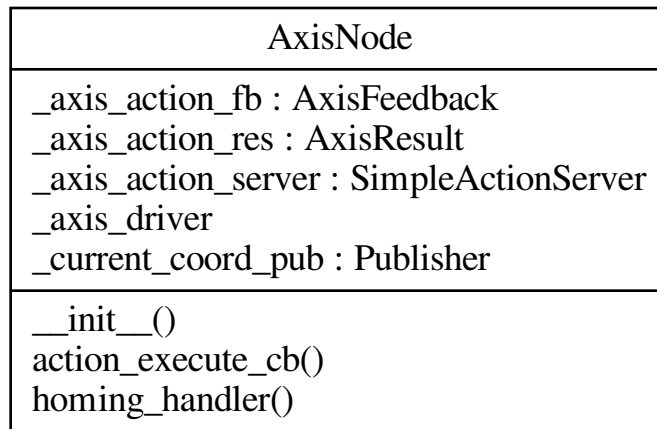 AxisNode
_axis_action_fb : AxisFeedback
_axis_action_res : AxisResult
_axis_action_server : SimpleActionServer
_axis_driver
_current_coord_pub : Publisher
__init__()
action_execute_cb()
homing_handler()